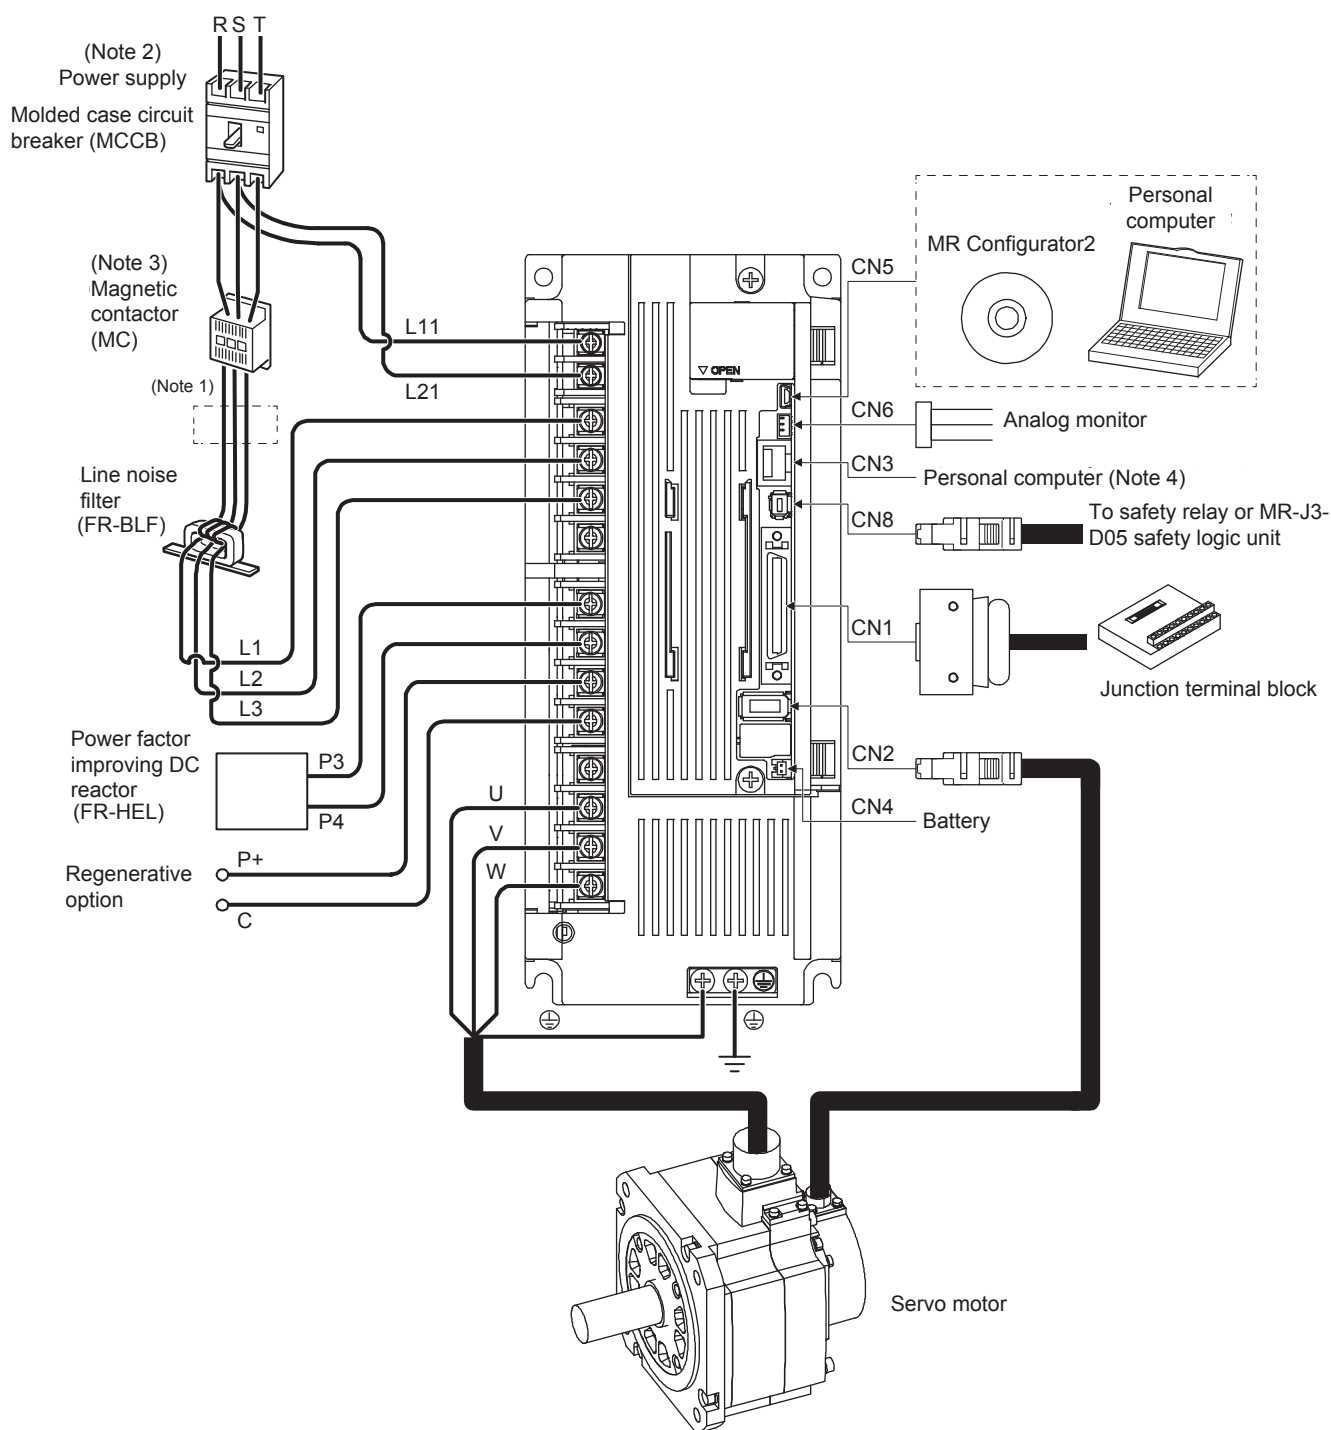 R S T
(Note 2)
Power supply
Molded case circuit
breaker (MCCB)
(Note 3)
Magnetic
contactor
(MC)
(Note 1)
Line noise
filter
(FR-BLF)
L11
L21
L1
L2
L3
Power factor
improving DC
reactor
(FR-HEL)
P3
P4
Regenerative
option
P+
C
U
V
W
▽ OPEN
CN5
MR Configurator2
Personal
computer
CN6
Analog monitor
CN3
Personal computer (Note 4)
CN8
To safety relay or MR-J3-
D05 safety logic unit
CN1
Junction terminal block
CN2
CN4
Battery
Servo motor